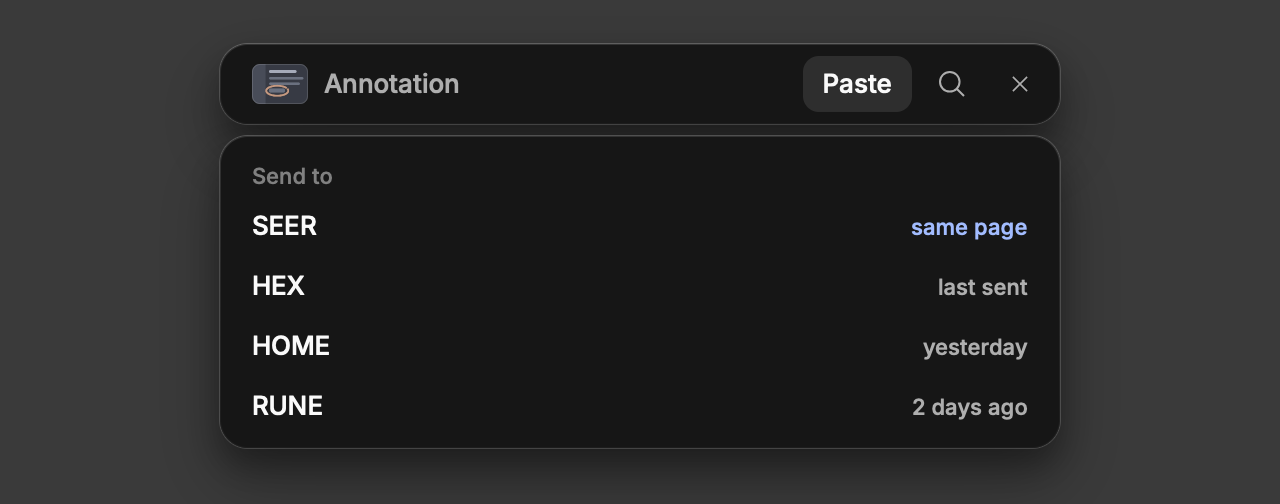 Annotation Paste
Send to
SEER same page
HEX last sent
HOME yesterday
RUNE 2 days ago